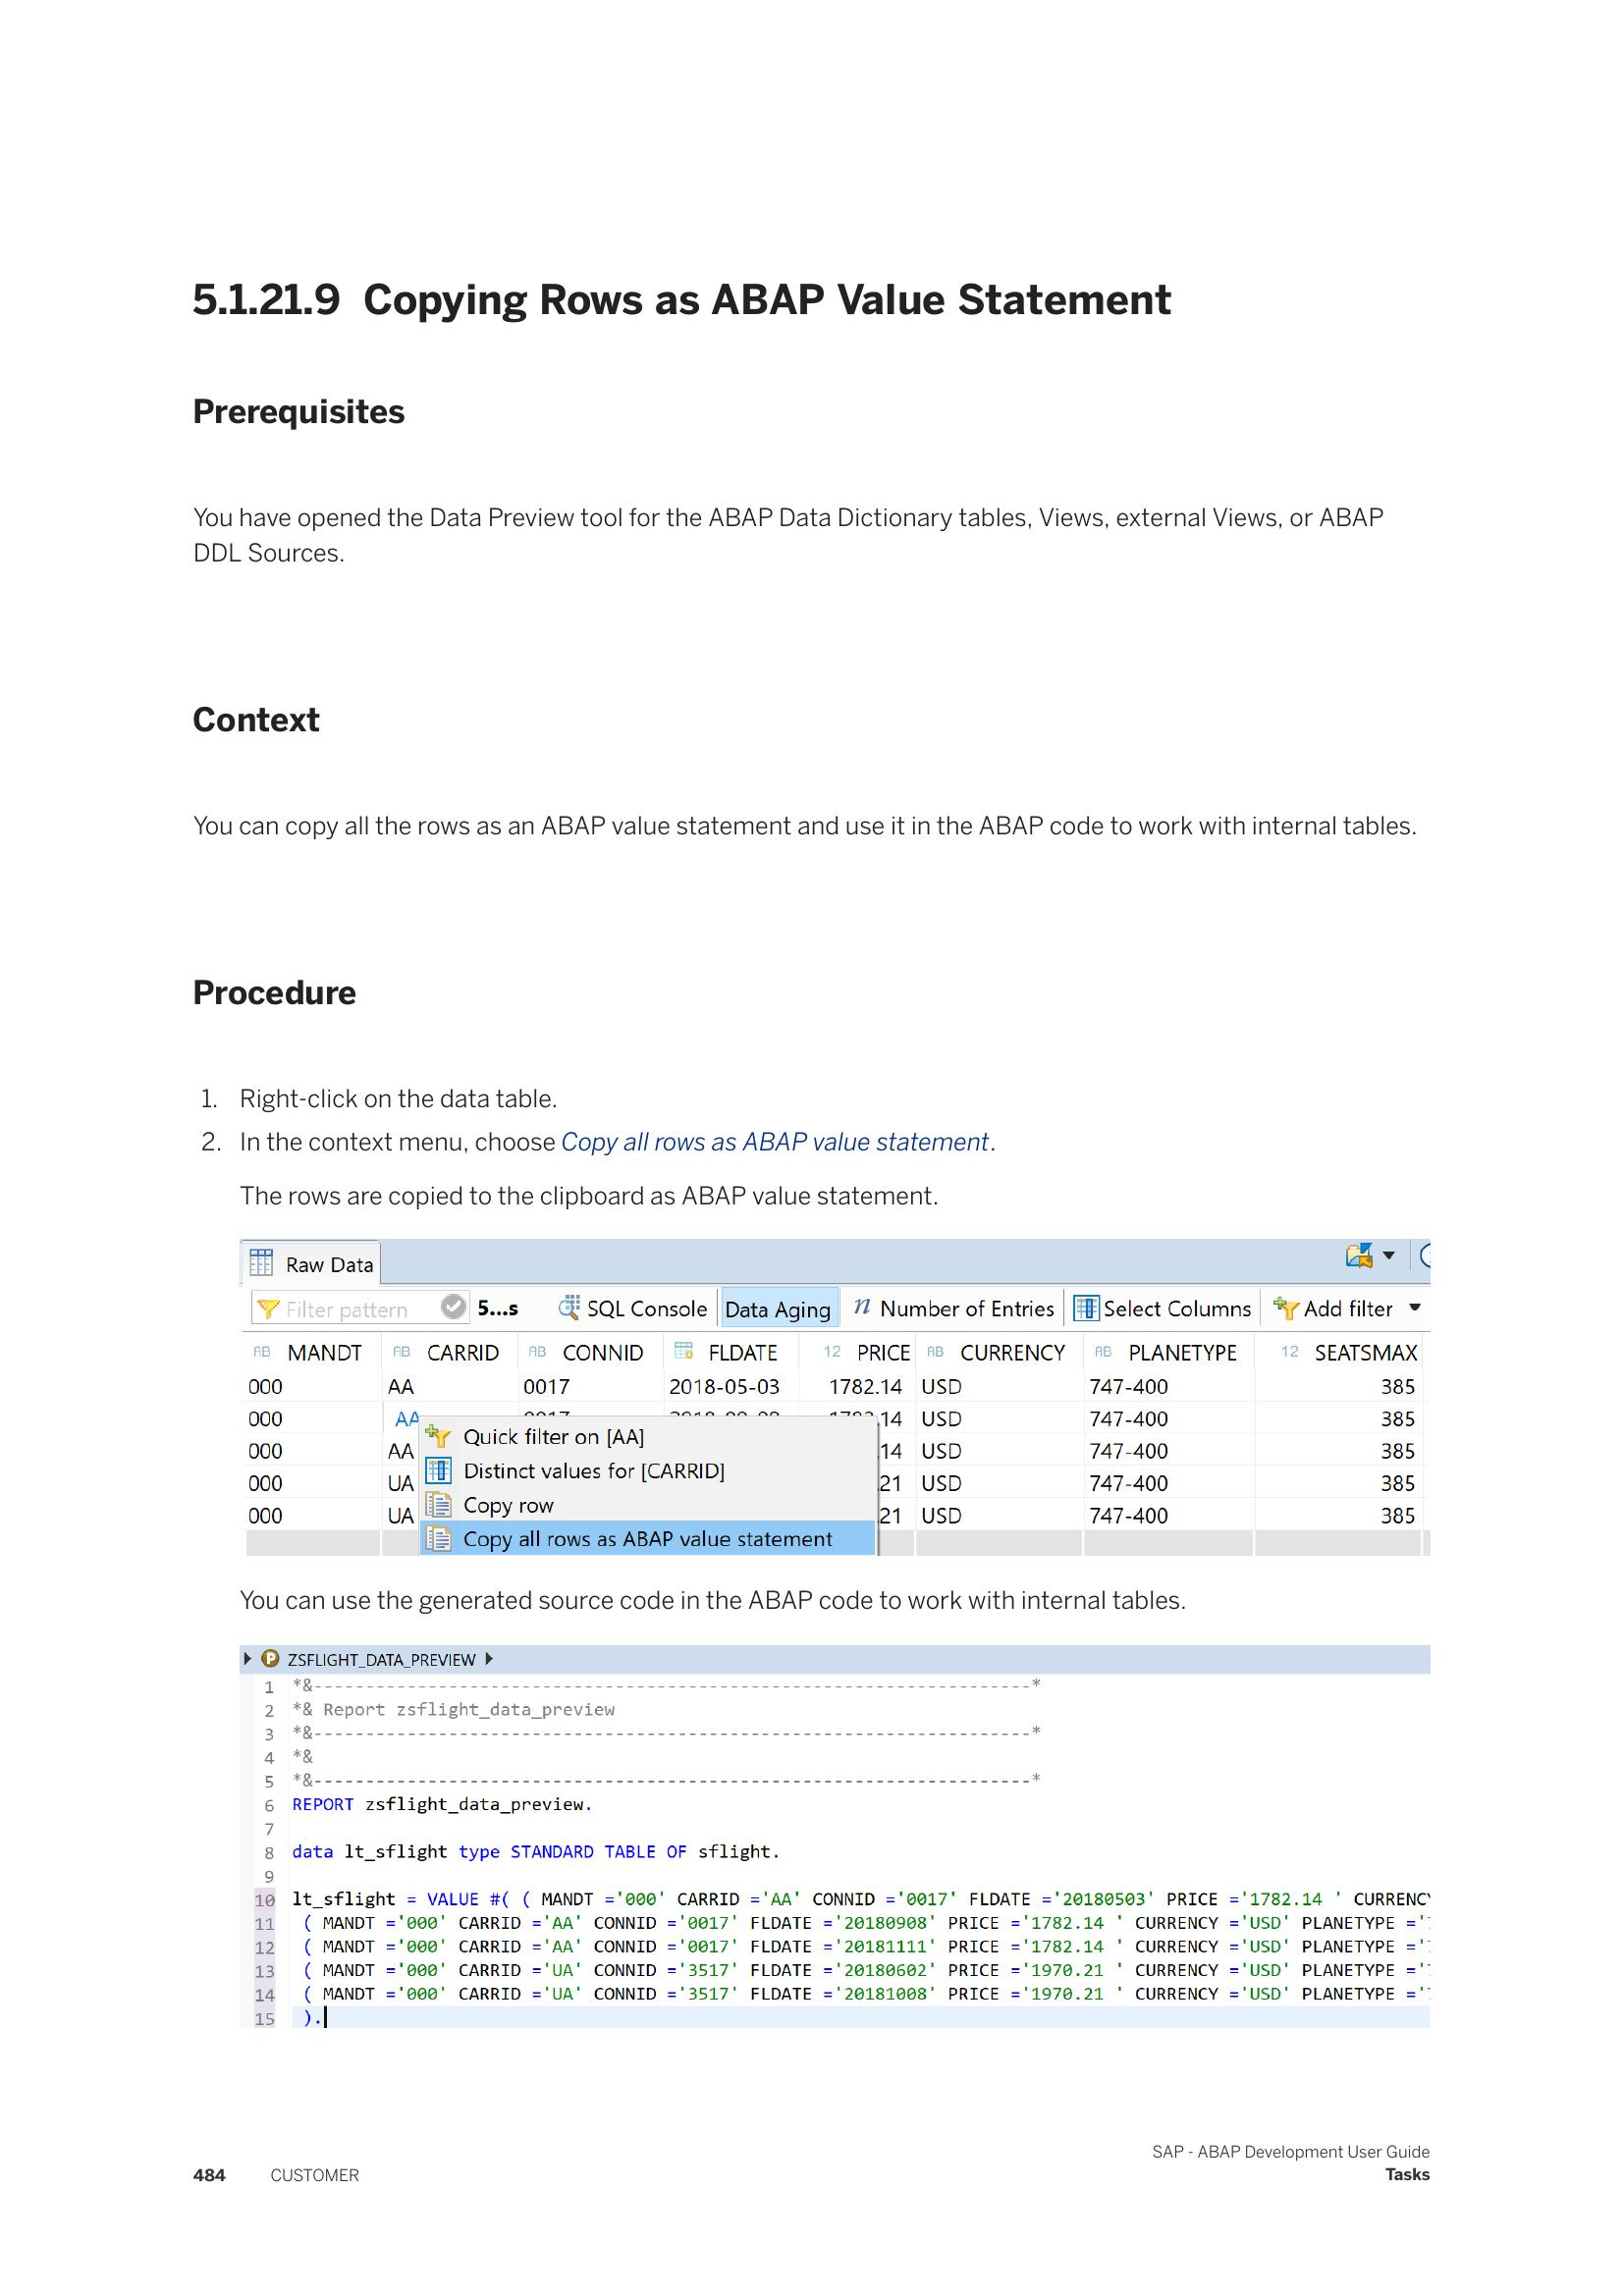 5.1.21.9 Copying Rows as ABAP Value Statement
Prerequisites
You have opened the Data Preview tool for the ABAP Data Dictionary tables, Views, external Views, or ABAP
DDL Sources.
Context
You can copy all the rows as an ABAP value statement and use it in the ABAP code to work with internal tables.
Procedure
1. Right-click on the data table.
2. In the context menu, choose Copy all rows as ABAP value statement.
The rows are copied to the clipboard as ABAP value statement.
Raw Data
Filter pattern 5...s SQL Console Data Aging n Number of Entries Select Columns Add filter
AB MANDT AB CARRID AB CONNID FLDATE 12 PRICE AB CURRENCY AB PLANETYPE 12 SEATSMAX
000 AA 0017 2018-05-03 1782.14 USD 747-400 385
000 AA 0017 2018-09-08 1782.14 USD 747-400 385
Quick filter on [AA]
000 AA .14 USD 747-400 385
Distinct values for [CARRID]
000 UA .21 USD 747-400 385
Copy row
000 UA .21 USD 747-400 385
Copy all rows as ABAP value statement
You can use the generated source code in the ABAP code to work with internal tables.
P ZSFLIGHT_DATA_PREVIEW
1 *&---------------------------------------------------------------------*
2 *& Report zsflight_data_preview
3 *&---------------------------------------------------------------------*
4 *&
5 *&---------------------------------------------------------------------*
6 REPORT zsflight_data_preview.
7
8 data lt_sflight type STANDARD TABLE OF sflight.
9
10 lt_sflight = VALUE #( ( MANDT ='000' CARRID ='AA' CONNID ='0017' FLDATE ='20180503' PRICE ='1782.14 ' CURRENCY
11 ( MANDT ='000' CARRID ='AA' CONNID ='0017' FLDATE ='20180908' PRICE ='1782.14 ' CURRENCY ='USD' PLANETYPE ='
12 ( MANDT ='000' CARRID ='AA' CONNID ='0017' FLDATE ='20181111' PRICE ='1782.14 ' CURRENCY ='USD' PLANETYPE ='
13 ( MANDT ='000' CARRID ='UA' CONNID ='3517' FLDATE ='20180602' PRICE ='1970.21 ' CURRENCY ='USD' PLANETYPE ='
14 ( MANDT ='000' CARRID ='UA' CONNID ='3517' FLDATE ='20181008' PRICE ='1970.21 ' CURRENCY ='USD' PLANETYPE ='
15 ).
SAP - ABAP Development User Guide
484 CUSTOMER Tasks